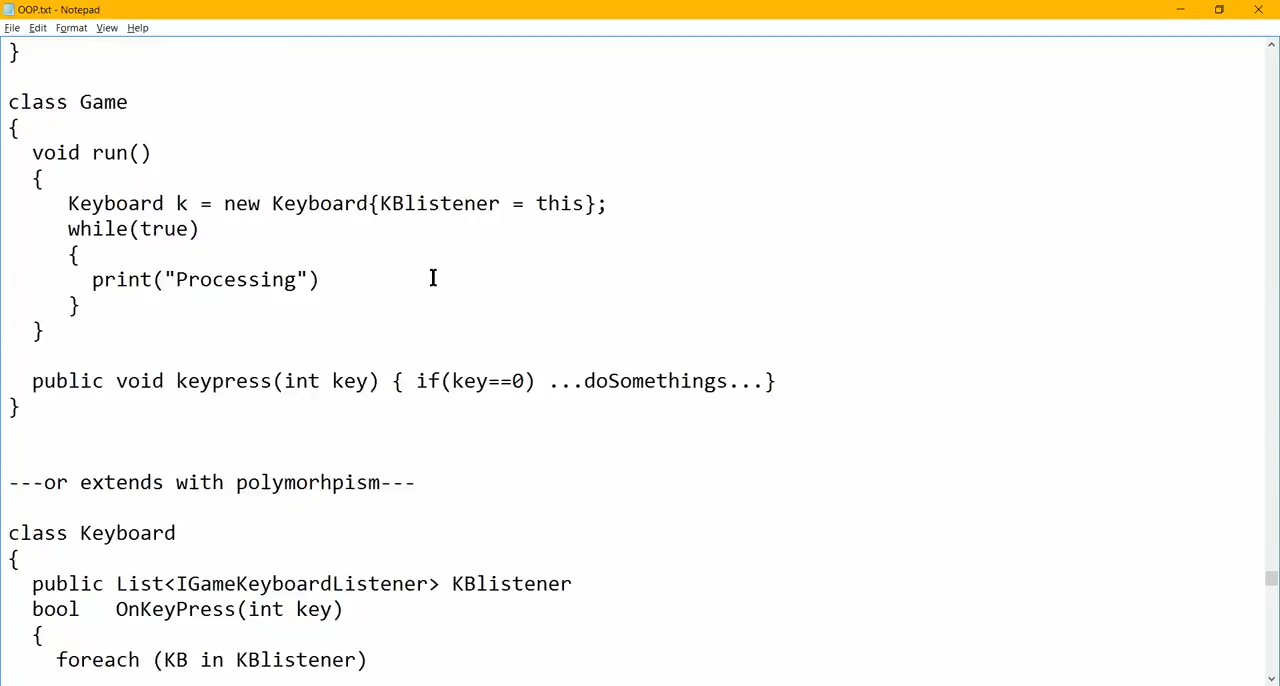 OOP.txt - Notepad
File Edit Format View Help
}
class Game
{
void run()
{
Keyboard k = new Keyboard{KBlistener = this};
while(true)
{
print("Processing")
}
}
public void keypress(int key) { if(key==0) ...doSomethings...}
}
---or extends with polymorhpism---
class Keyboard
{
public List<IGameKeyboardListener> KBlistener
bool OnKeyPress(int key)
{
foreach (KB in KBlistener)